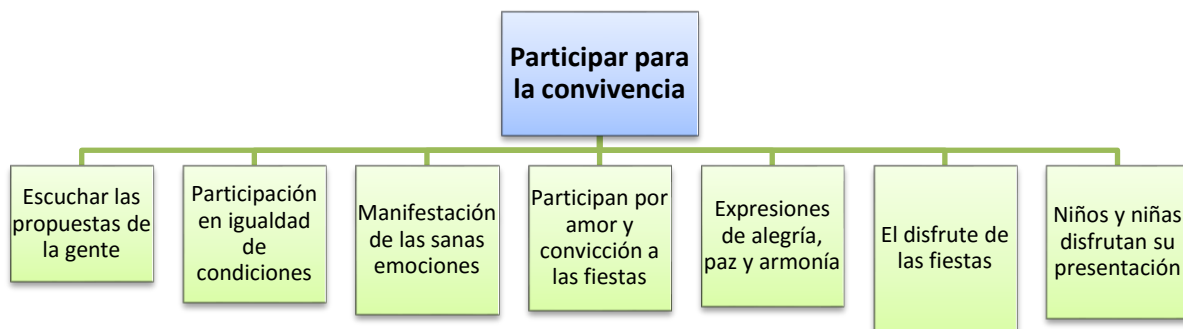 Participar para
la convivencia
Escuchar las
propuestas de
la gente
Participación
en igualdad
de
condiciones
Manifestación
de las sanas
emociones
Participan por
amor y
convicción a
las fiestas
Expresiones
de alegría,
paz y armonía
El disfrute de
las fiestas
Niños y niñas
disfrutan su
presentación